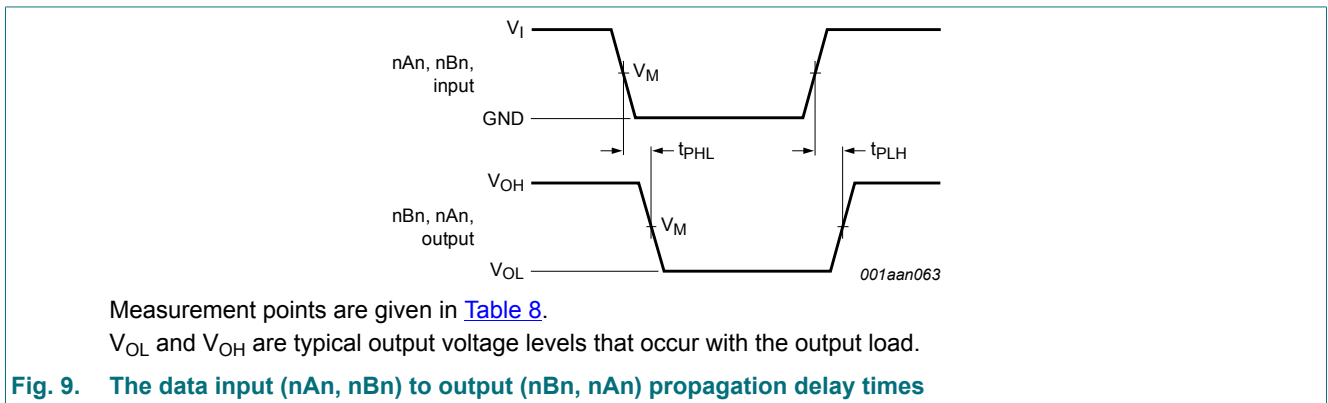 V_I
nAn, nBn,
input
V_M
GND
t_PHL
t_PLH
V_OH
nBn, nAn,
output
V_M
V_OL
001aan063
Measurement points are given in Table 8.
V_OL and V_OH are typical output voltage levels that occur with the output load.
Fig. 9. The data input (nAn, nBn) to output (nBn, nAn) propagation delay times